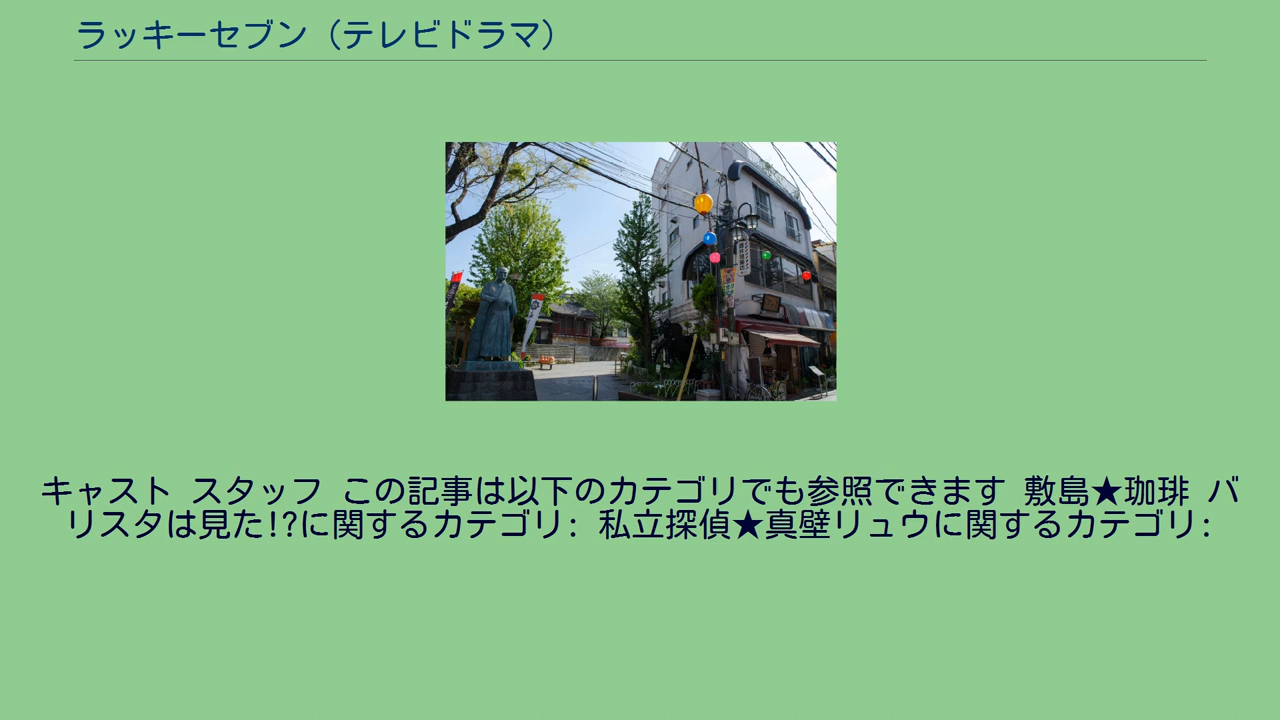 ラッキーセブン（テレビドラマ）
キャスト スタッフ この記事は以下のカテゴリでも参照できます 敷島★珈琲 バ
リスタは見た!?に関するカテゴリ: 私立探偵★真壁リュウに関するカテゴリ: